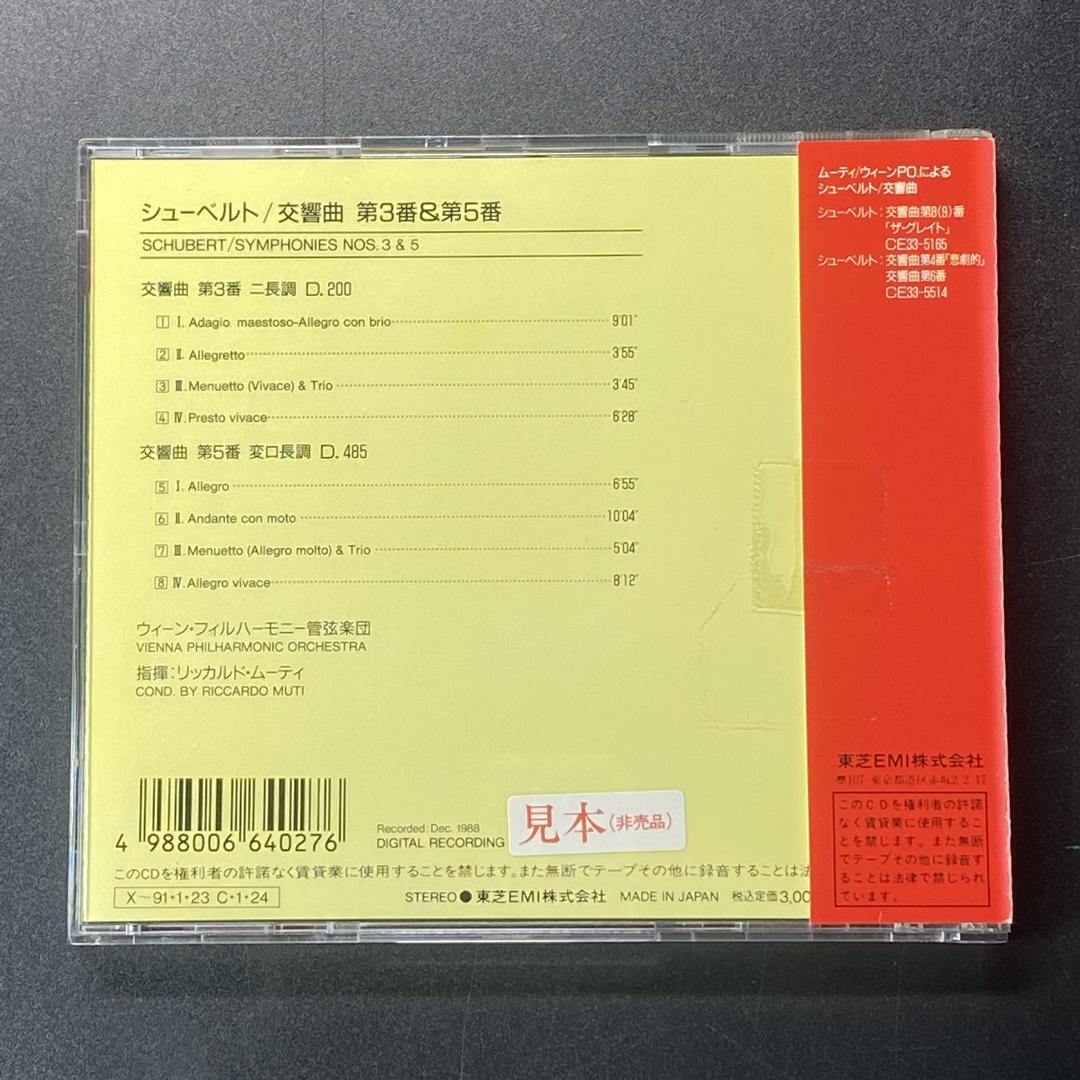 シューベルト/交響曲 第3番&第5番
SCHUBERT/SYMPHONIES NOS. 3 & 5
交響曲 第3番 ニ長調 D. 200
1 I. Adagio maestoso-Allegro con brio 9'01"
2 II. Allegretto 3'55"
3 III. Menuetto (Vivace) & Trio 3'45"
4 IV. Presto vivace 6'28"
交響曲 第5番 変ロ長調 D. 485
5 I. Allegro 6'55"
6 II. Andante con moto 10'04"
7 III. Menuetto (Allegro molto) & Trio 5'04"
8 IV. Allegro vivace 8'12"
ウィーン・フィルハーモニー管弦楽団
VIENNA PHILHARMONIC ORCHESTRA
指揮:リッカルド・ムーティ
COND. BY RICCARDO MUTI
4 988006 640276
Recorded: Dec. 1988
DIGITAL RECORDING
見本(非売品)
このCDを権利者の許諾なく賃貸業に使用することを禁じます。また無断でテープその他に録音することは法
X〜91・1・23 C・1・24
STEREO ● 東芝EMI株式会社 MADE IN JAPAN 税込定価3,00
ムーティ/ウィーンPO.による
シューベルト/交響曲
シューベルト:交響曲第8(9)番
「ザ・グレイト」
CE33-5165
シューベルト:交響曲第4番「悲劇的」
交響曲第6番
CE33-5514
東芝EMI株式会社
〒107 東京都港区赤坂2-2-17
このCDを権利者の許諾
なく賃貸業に使用するこ
とを禁じます。また無断
でテープその他に録音す
ることは法律で禁じられ
ています。